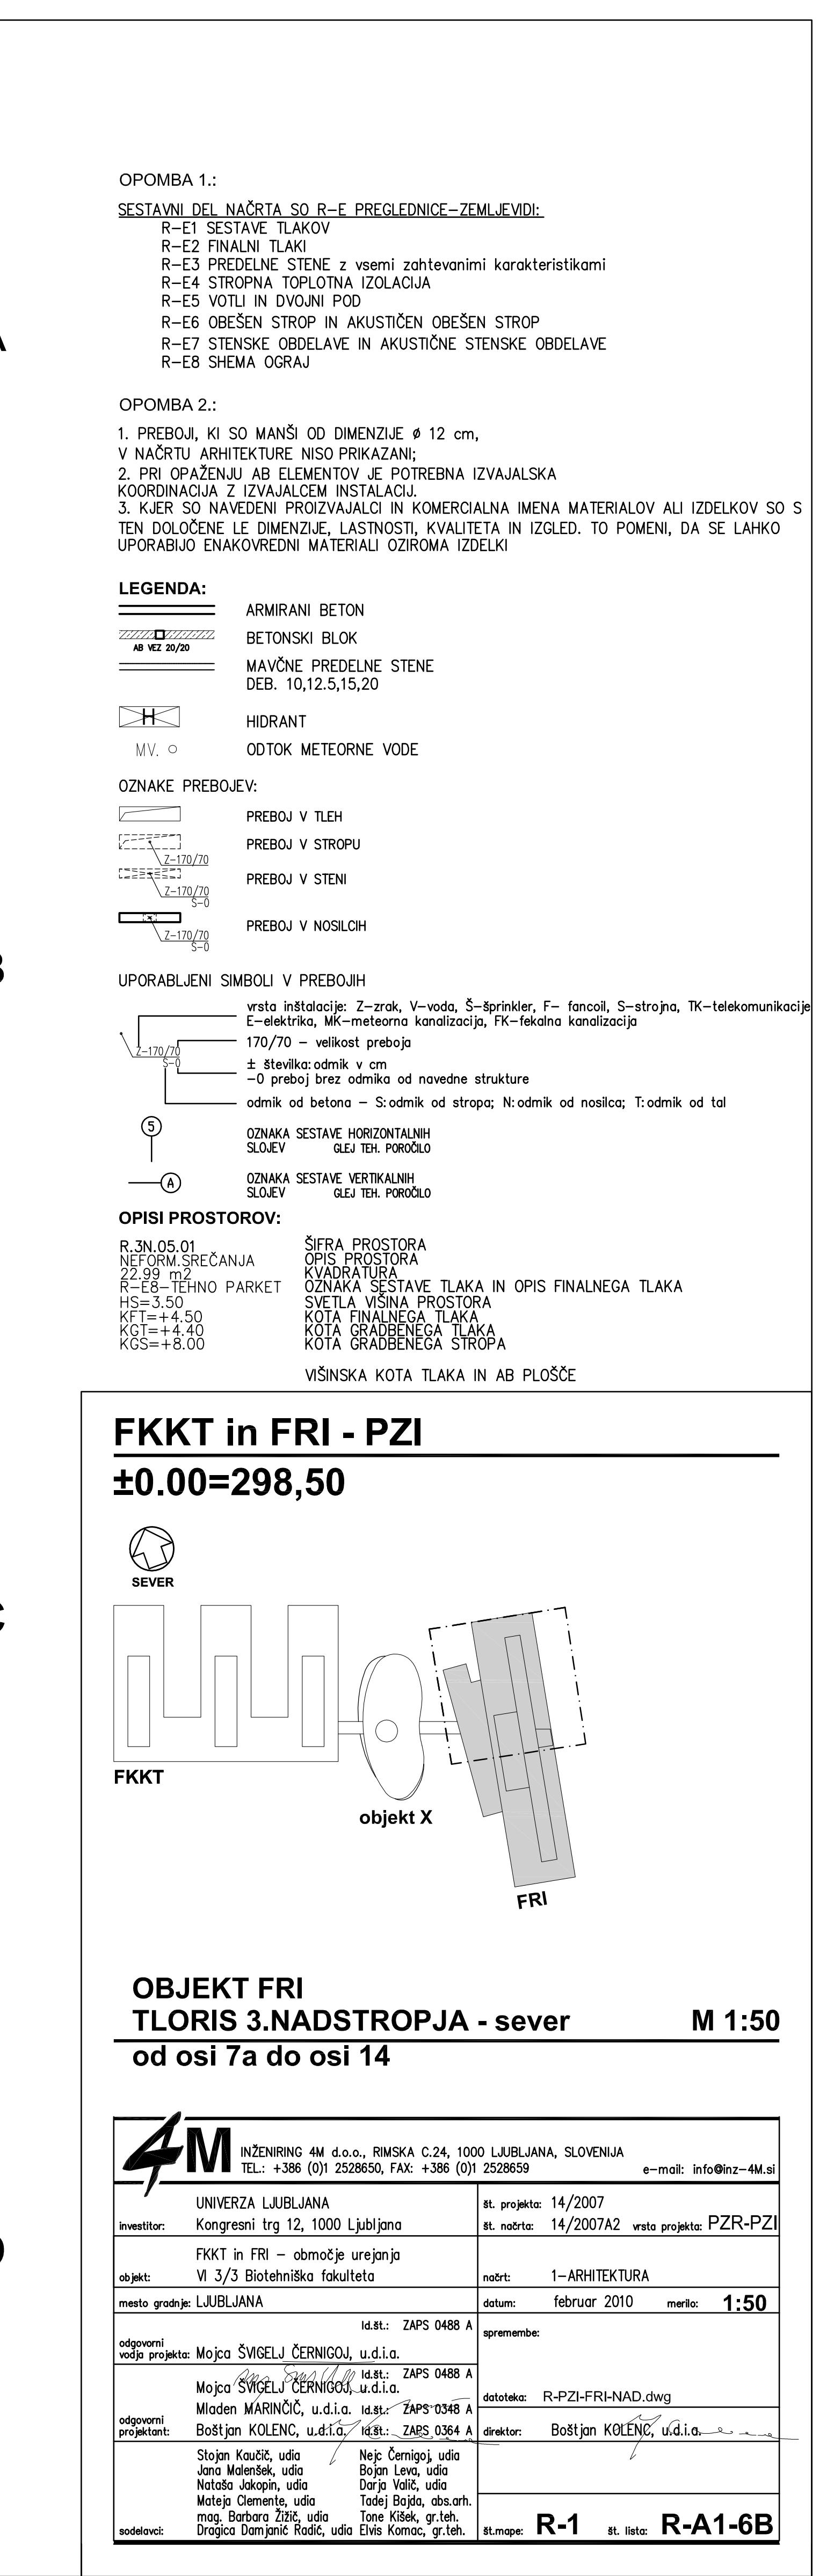 OPOMBA 1.:
SESTAVNI DEL NAČRTA SO R-E PREGLEDNICE-ZEMLJEVIDI:
R-E1 SESTAVE TLAKOV
R-E2 FINALNI TLAKI
R-E3 PREDELNE STENE z vsemi zahtevanimi karakteristikami
R-E4 STROPNA TOPLOTNA IZOLACIJA
R-E5 VOTLI IN DVOJNI POD
R-E6 OBEŠEN STROP IN AKUSTIČEN OBEŠEN STROP
R-E7 STENSKE OBDELAVE IN AKUSTIČNE STENSKE OBDELAVE
R-E8 SHEMA OGRAJ
OPOMBA 2.:
1. PREBOJI, KI SO MANŠI OD DIMENZIJE ø 12 cm,
V NAČRTU ARHITEKTURE NISO PRIKAZANI;
2. PRI OPAŽENJU AB ELEMENTOV JE POTREBNA IZVAJALSKA
KOORDINACIJA Z IZVAJALCEM INSTALACIJ.
3. KJER SO NAVEDENI PROIZVAJALCI IN KOMERCIALNA IMENA MATERIALOV ALI IZDELKOV SO S
TEN DOLOČENE LE DIMENZIJE, LASTNOSTI, KVALITETA IN IZGLED. TO POMENI, DA SE LAHKO
UPORABIJO ENAKOVREDNI MATERIALI OZIROMA IZDELKI
LEGENDA:
ARMIRANI BETON
BETONSKI BLOK
AB VEZ 20/20
MAVČNE PREDELNE STENE
DEB. 10,12.5,15,20
H HIDRANT
MV. ODTOK METEORNE VODE
OZNAKE PREBOJEV:
PREBOJ V TLEH
PREBOJ V STROPU
Z-170/70
PREBOJ V STENI
Z-170/70
S-0
PREBOJ V NOSILCIH
Z-170/70
S-0
UPORABLJENI SIMBOLI V PREBOJIH
vrsta inštalacije: Z-zrak, V-voda, Š-šprinkler, F- fancoil, S-strojna, TK-telekomunikacije
E-elektrika, MK-meteorna kanalizacija, FK-fekalna kanalizacija
170/70 - velikost preboja
Z-170/70
S-0
± številka: odmik v cm
-0 preboj brez odmika od navedne strukture
odmik od betona - S: odmik od stropa; N: odmik od nosilca; T: odmik od tal
5 OZNAKA SESTAVE HORIZONTALNIH
SLOJEV GLEJ TEH. POROČILO
A OZNAKA SESTAVE VERTIKALNIH
SLOJEV GLEJ TEH. POROČILO
OPISI PROSTOROV:
R.3N.05.01 ŠIFRA PROSTORA
NEFORM.SREČANJA OPIS PROSTORA
22.99 m2 KVADRATURA
R-E8-TEHNO PARKET OZNAKA SESTAVE TLAKA IN OPIS FINALNEGA TLAKA
HS=3.50 SVETLA VIŠINA PROSTORA
KFT=+4.50 KOTA FINALNEGA TLAKA
KGT=+4.40 KOTA GRADBENEGA TLAKA
KGS=+8.00 KOTA GRADBENEGA STROPA
VIŠINSKA KOTA TLAKA IN AB PLOŠČE
FKKT in FRI - PZI
±0.00=298,50
SEVER
FKKT
objekt X
FRI
OBJEKT FRI
TLORIS 3.NADSTROPJA - sever M 1:50
od osi 7a do osi 14
4M INŽENIRING 4M d.o.o., RIMSKA C.24, 1000 LJUBLJANA, SLOVENIJA
TEL.: +386 (0)1 2528650, FAX: +386 (0)1 2528659 e-mail: info@inz-4M.si
UNIVERZA LJUBLJANA
investitor: Kongresni trg 12, 1000 Ljubljana
št. projekta: 14/2007
št. načrta: 14/2007A2 vrsta projekta: PZR-PZI
FKKT in FRI - območje urejanja
objekt: VI 3/3 Biotehniška fakulteta
načrt: 1-ARHITEKTURA
mesto gradnje: LJUBLJANA
datum: februar 2010 merilo: 1:50
Id.št.: ZAPS 0488 A
odgovorni
vodja projekta: Mojca ŠVIGELJ ČERNIGOJ, u.d.i.a.
spremembe:
Id.št.: ZAPS 0488 A
Mojca ŠVIGELJ ČERNIGOJ, u.d.i.a.
Mladen MARINČIČ, u.d.i.a. Id.št.: ZAPS 0348 A
odgovorni
projektant: Boštjan KOLENC, u.d.i.a. Id.št.: ZAPS 0364 A
datoteka: R-PZI-FRI-NAD.dwg
direktor: Boštjan KOLENC, u.d.i.a.
Stojan Kaučič, udia Nejc Černigoj, udia
Jana Malenšek, udia Bojan Leva, udia
Nataša Jakopin, udia Darja Valič, udia
Mateja Clemente, udia Tadej Bajda, abs.arh.
mag. Barbara Žižič, udia Tone Kišek, gr.teh.
sodelavci: Dragica Damjanić Radić, udia Elvis Komac, gr.teh.
št.mape: R-1 št. lista: R-A1-6B